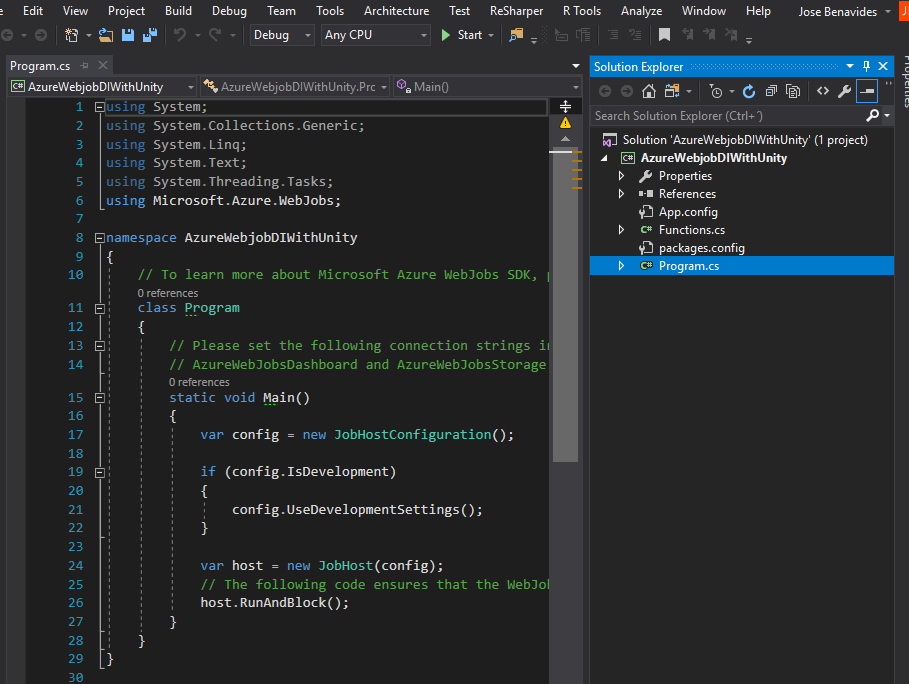 Edit View Project Build Debug Team Tools Architecture Test ReSharper R Tools Analyze Window Help Jose Benavides
Debug Any CPU Start
Program.cs
AzureWebjobDIWithUnity AzureWebjobDIWithUnity.Prc Main()
1 using System;
2 using System.Collections.Generic;
3 using System.Linq;
4 using System.Text;
5 using System.Threading.Tasks;
6 using Microsoft.Azure.WebJobs;
7
8 namespace AzureWebjobDIWithUnity
9 {
10 // To learn more about Microsoft Azure WebJobs SDK,
0 references
11 class Program
12 {
13 // Please set the following connection strings in
14 // AzureWebJobsDashboard and AzureWebJobsStorage
0 references
15 static void Main()
16 {
17 var config = new JobHostConfiguration();
18
19 if (config.IsDevelopment)
20 {
21 config.UseDevelopmentSettings();
22 }
23
24 var host = new JobHost(config);
25 // The following code ensures that the WebJob
26 host.RunAndBlock();
27 }
28 }
29 }
30
Solution Explorer
Search Solution Explorer (Ctrl+´)
Solution 'AzureWebjobDIWithUnity' (1 project)
AzureWebjobDIWithUnity
Properties
References
App.config
Functions.cs
packages.config
Program.cs
Properties